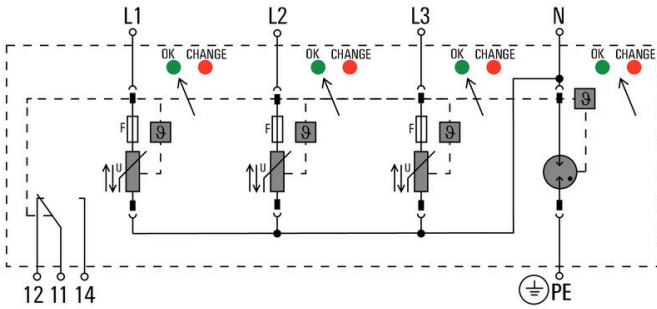 L1 L2 L3 N
OK CHANGE OK CHANGE OK CHANGE OK CHANGE
ϑ
F ϑ F ϑ F ϑ
U U U
12 11 14 PE